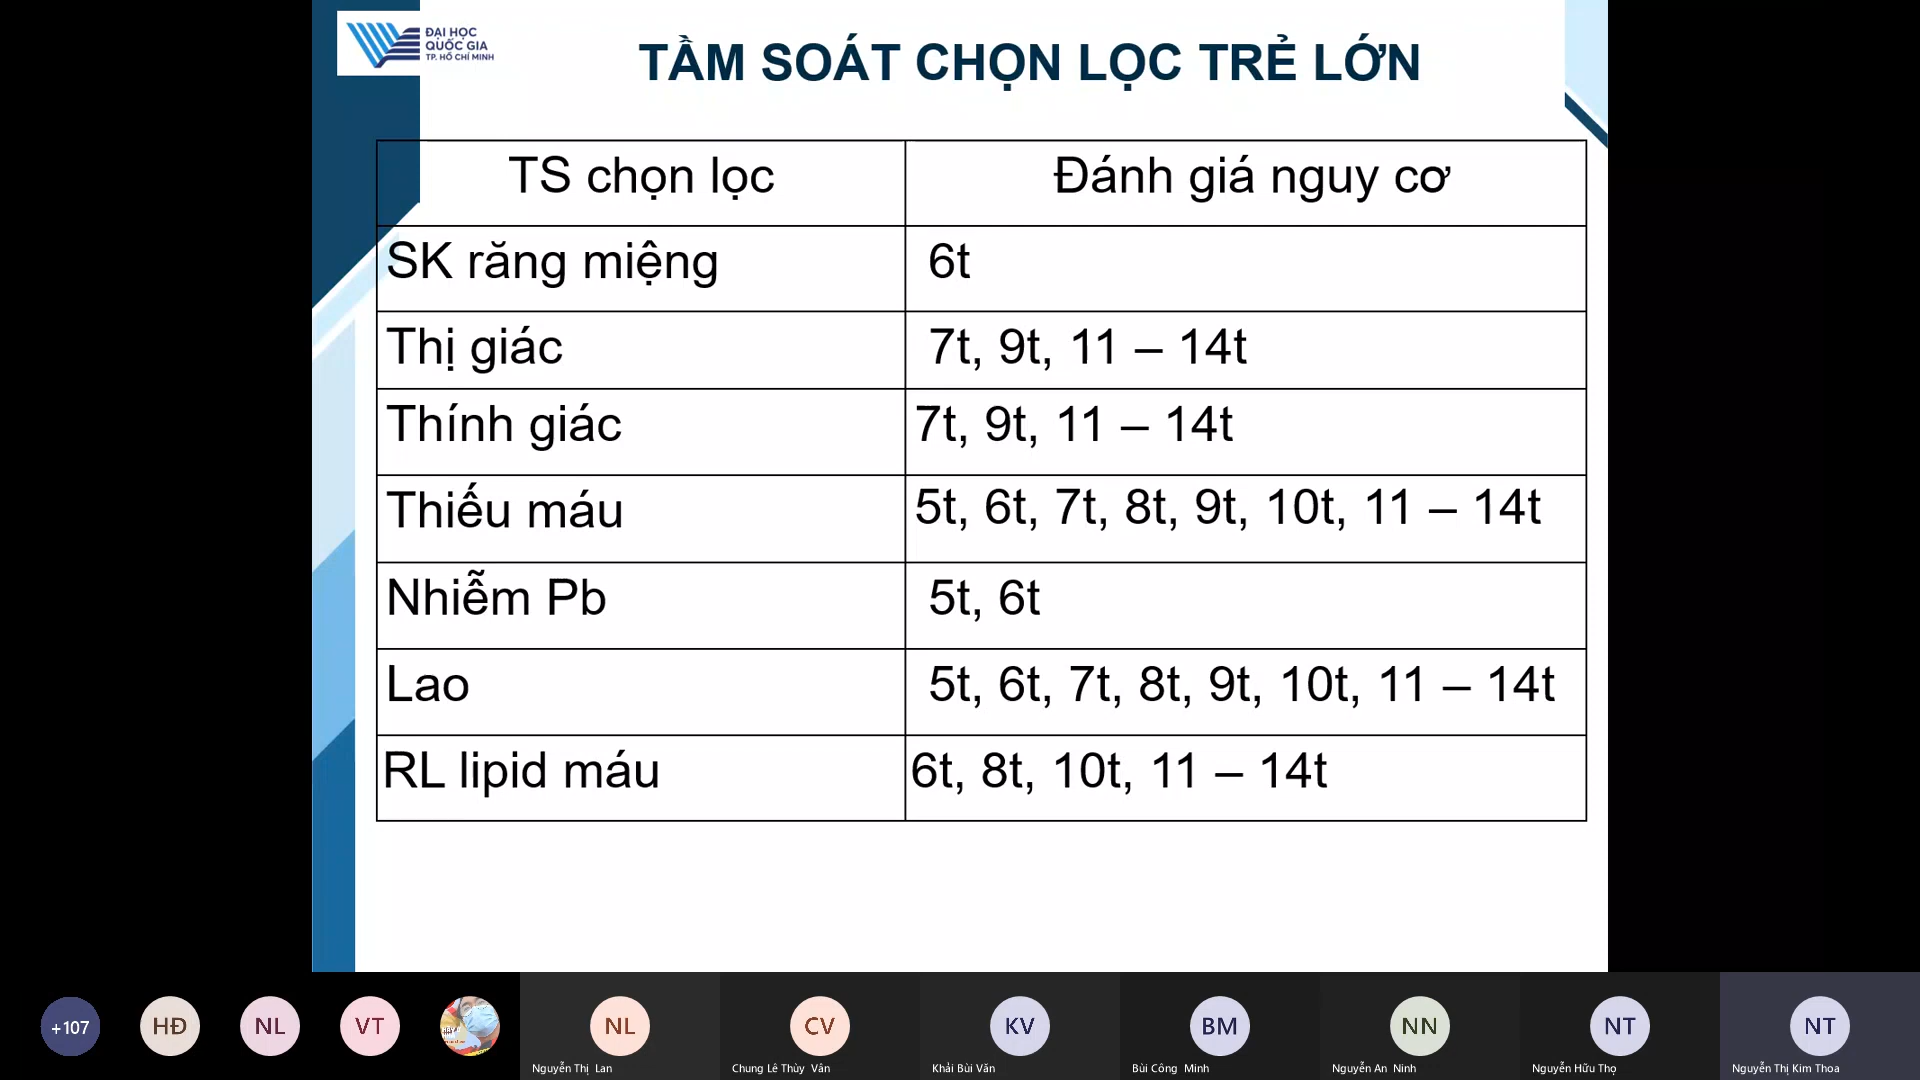 ĐẠI HỌC
QUỐC GIA
TP. HỒ CHÍ MINH
TẦM SOÁT CHỌN LỌC TRẺ LỚN
TS chọn lọc Đánh giá nguy cơ
SK răng miệng 6t
Thị giác 7t, 9t, 11 – 14t
Thính giác 7t, 9t, 11 – 14t
Thiếu máu 5t, 6t, 7t, 8t, 9t, 10t, 11 – 14t
Nhiễm Pb 5t, 6t
Lao 5t, 6t, 7t, 8t, 9t, 10t, 11 – 14t
RL lipid máu 6t, 8t, 10t, 11 – 14t
+107 HĐ NL VT NL CV KV BM NN NT NT
Nguyễn Thị Lan Chung Lê Thùy Vân Khải Bùi Văn Bùi Công Minh Nguyễn An Ninh Nguyễn Hữu Thọ Nguyễn Thị Kim Thoa